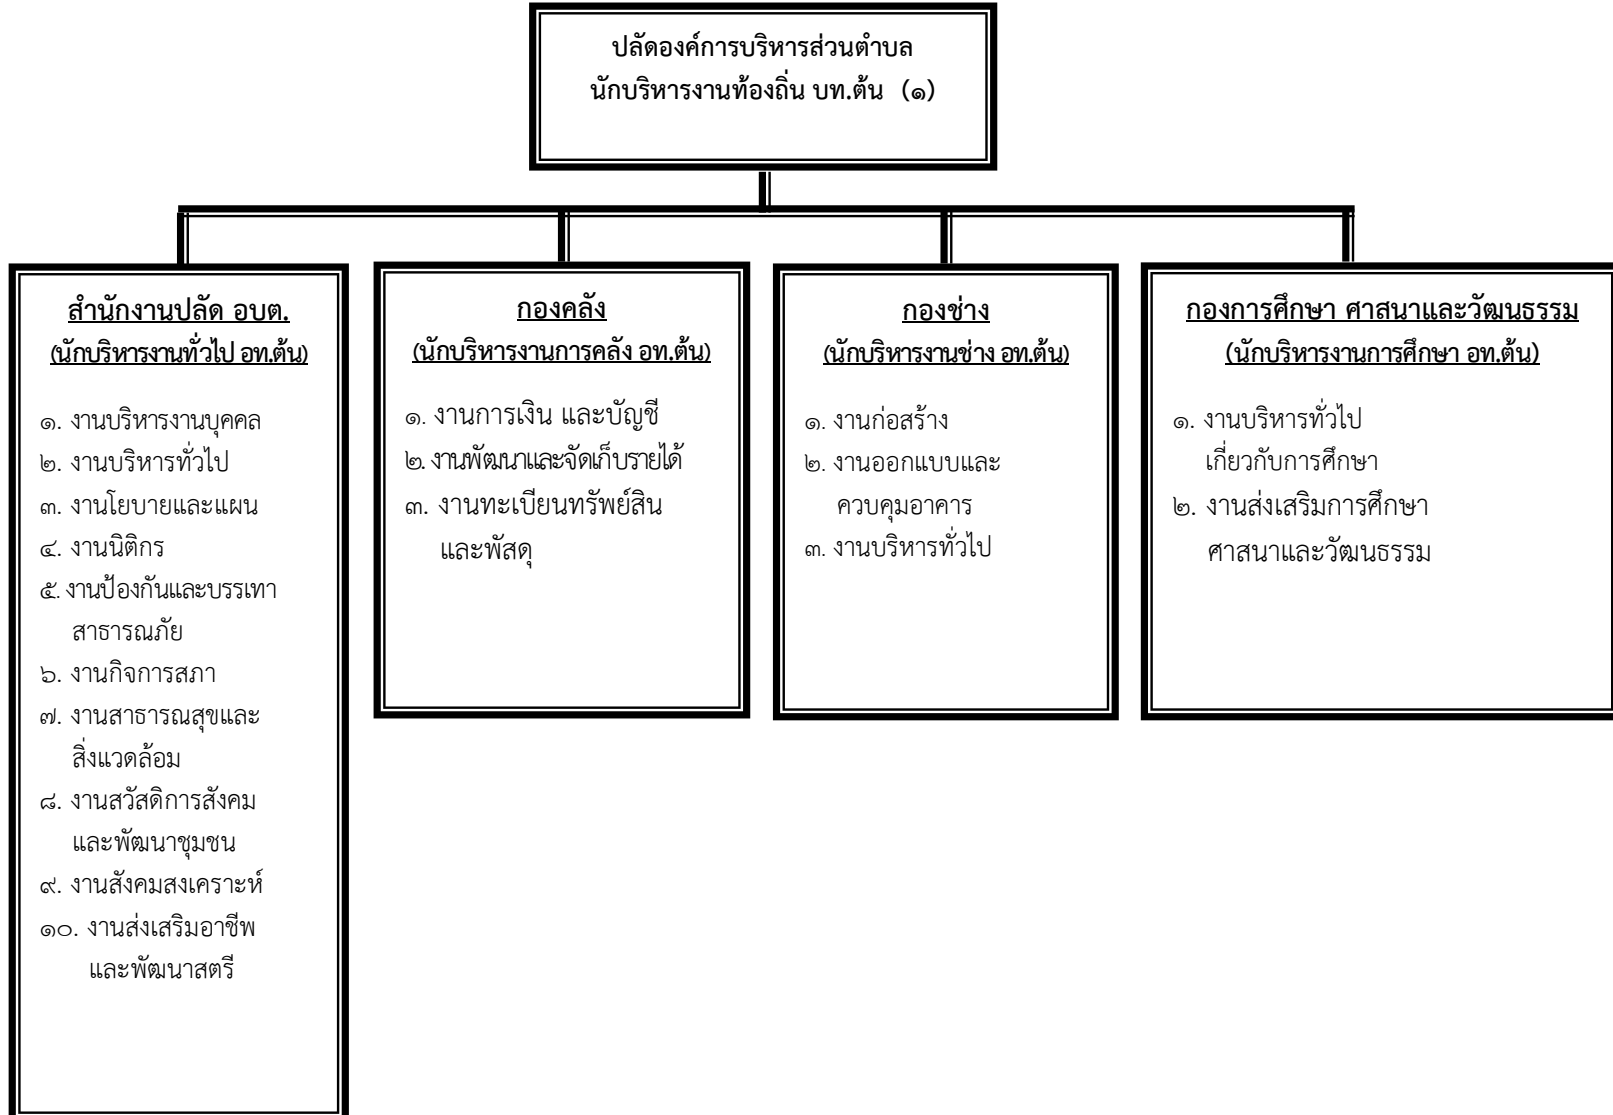 ปลัดองค์การบริหารส่วนตำบล
นักบริหารงานท้องถิ่น บท.ต้น (๑)
สำนักงานปลัด อบต.
(นักบริหารงานทั่วไป อท.ต้น)
๑. งานบริหารงานบุคคล
๒. งานบริหารทั่วไป
๓. งานโยบายและแผน
๔. งานนิติกร
๕. งานป้องกันและบรรเทา
สาธารณภัย
๖. งานกิจการสภา
๗. งานสาธารณสุขและ
สิ่งแวดล้อม
๘. งานสวัสดิการสังคม
และพัฒนาชุมชน
๙. งานสังคมสงเคราะห์
๑๐. งานส่งเสริมอาชีพ
และพัฒนาสตรี
กองคลัง
(นักบริหารงานการคลัง อท.ต้น)
๑. งานการเงิน และบัญชี
๒. งานพัฒนาและจัดเก็บรายได้
๓. งานทะเบียนทรัพย์สิน
และพัสดุ
กองช่าง
(นักบริหารงานช่าง อท.ต้น)
๑. งานก่อสร้าง
๒. งานออกแบบและ
ควบคุมอาคาร
๓. งานบริหารทั่วไป
กองการศึกษา ศาสนาและวัฒนธรรม
(นักบริหารงานการศึกษา อท.ต้น)
๑. งานบริหารทั่วไป
เกี่ยวกับการศึกษา
๒. งานส่งเสริมการศึกษา
ศาสนาและวัฒนธรรม